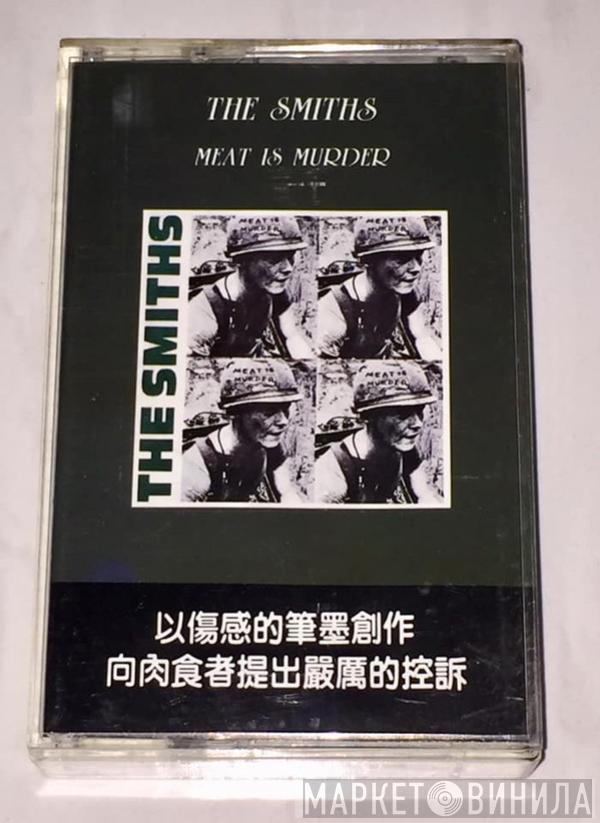 THE SMITHS
MEAT IS MURDER
THE SMITHS
MEAT IS MURDER
MEAT IS MURDER
MEAT IS MURDER
MEAT IS MURDER
以傷感的筆墨創作
向肉食者提出嚴厲的控訴
МАРКЕТ ВИНИЛА